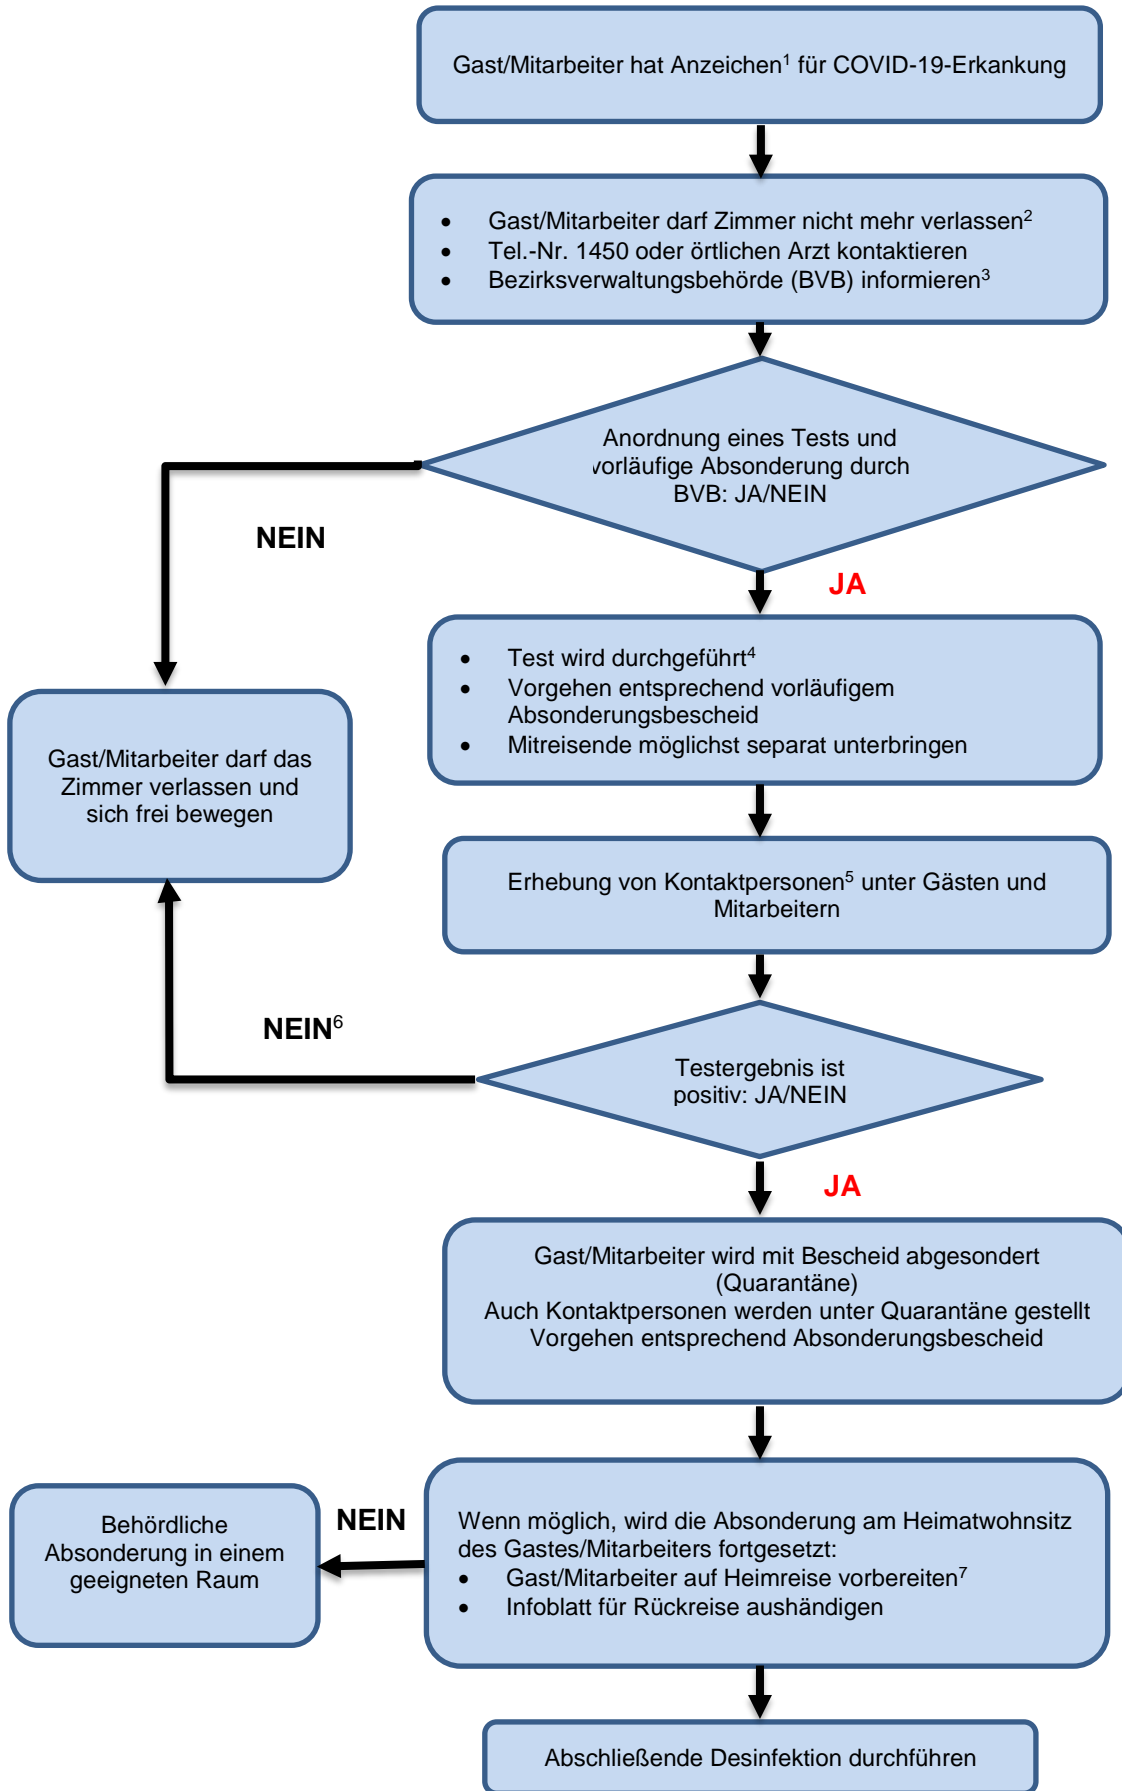 Gast/Mitarbeiter hat Anzeichen¹ für COVID-19-Erkankung
• Gast/Mitarbeiter darf Zimmer nicht mehr verlassen²
• Tel.-Nr. 1450 oder örtlichen Arzt kontaktieren
• Bezirksverwaltungsbehörde (BVB) informieren³
Anordnung eines Tests und
vorläufige Absonderung durch
BVB: JA/NEIN
NEIN
JA
• Test wird durchgeführt⁴
• Vorgehen entsprechend vorläufigem
Absonderungsbescheid
• Mitreisende möglichst separat unterbringen
Gast/Mitarbeiter darf das
Zimmer verlassen und
sich frei bewegen
Erhebung von Kontaktpersonen⁵ unter Gästen und
Mitarbeitern
NEIN⁶
Testergebnis ist
positiv: JA/NEIN
JA
Gast/Mitarbeiter wird mit Bescheid abgesondert
(Quarantäne)
Auch Kontaktpersonen werden unter Quarantäne gestellt
Vorgehen entsprechend Absonderungsbescheid
Wenn möglich, wird die Absonderung am Heimatwohnsitz
des Gastes/Mitarbeiters fortgesetzt:
• Gast/Mitarbeiter auf Heimreise vorbereiten⁷
• Infoblatt für Rückreise aushändigen
NEIN
Behördliche
Absonderung in einem
geeigneten Raum
Abschließende Desinfektion durchführen